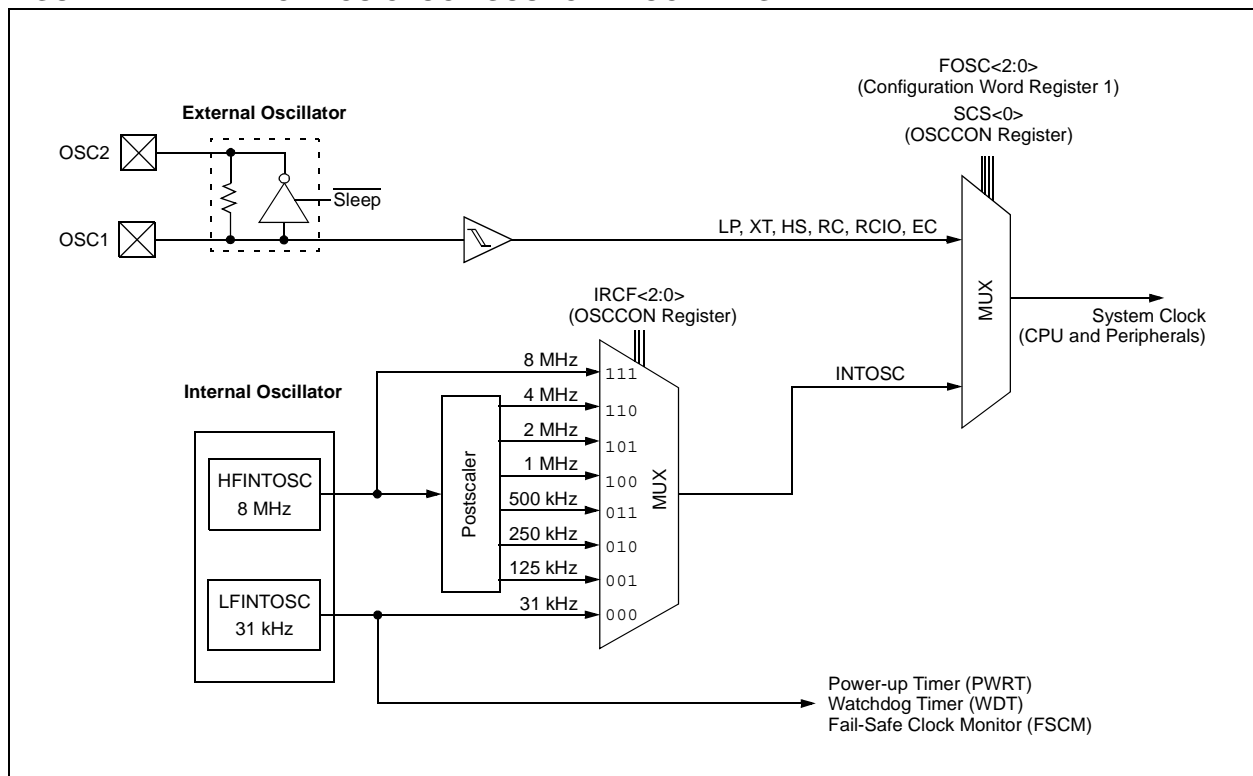 FOSC<2:0>
(Configuration Word Register 1)
SCS<0>
(OSCCON Register)
External Oscillator
OSC2
Sleep
OSC1
LP, XT, HS, RC, RCIO, EC
MUX
System Clock
(CPU and Peripherals)
IRCF<2:0>
(OSCCON Register)
INTOSC
Internal Oscillator
HFINTOSC
8 MHz
LFINTOSC
31 kHz
Postscaler
8 MHz
111
4 MHz
110
2 MHz
101
1 MHz
100
500 kHz
011
250 kHz
010
125 kHz
001
31 kHz
000
MUX
Power-up Timer (PWRT)
Watchdog Timer (WDT)
Fail-Safe Clock Monitor (FSCM)